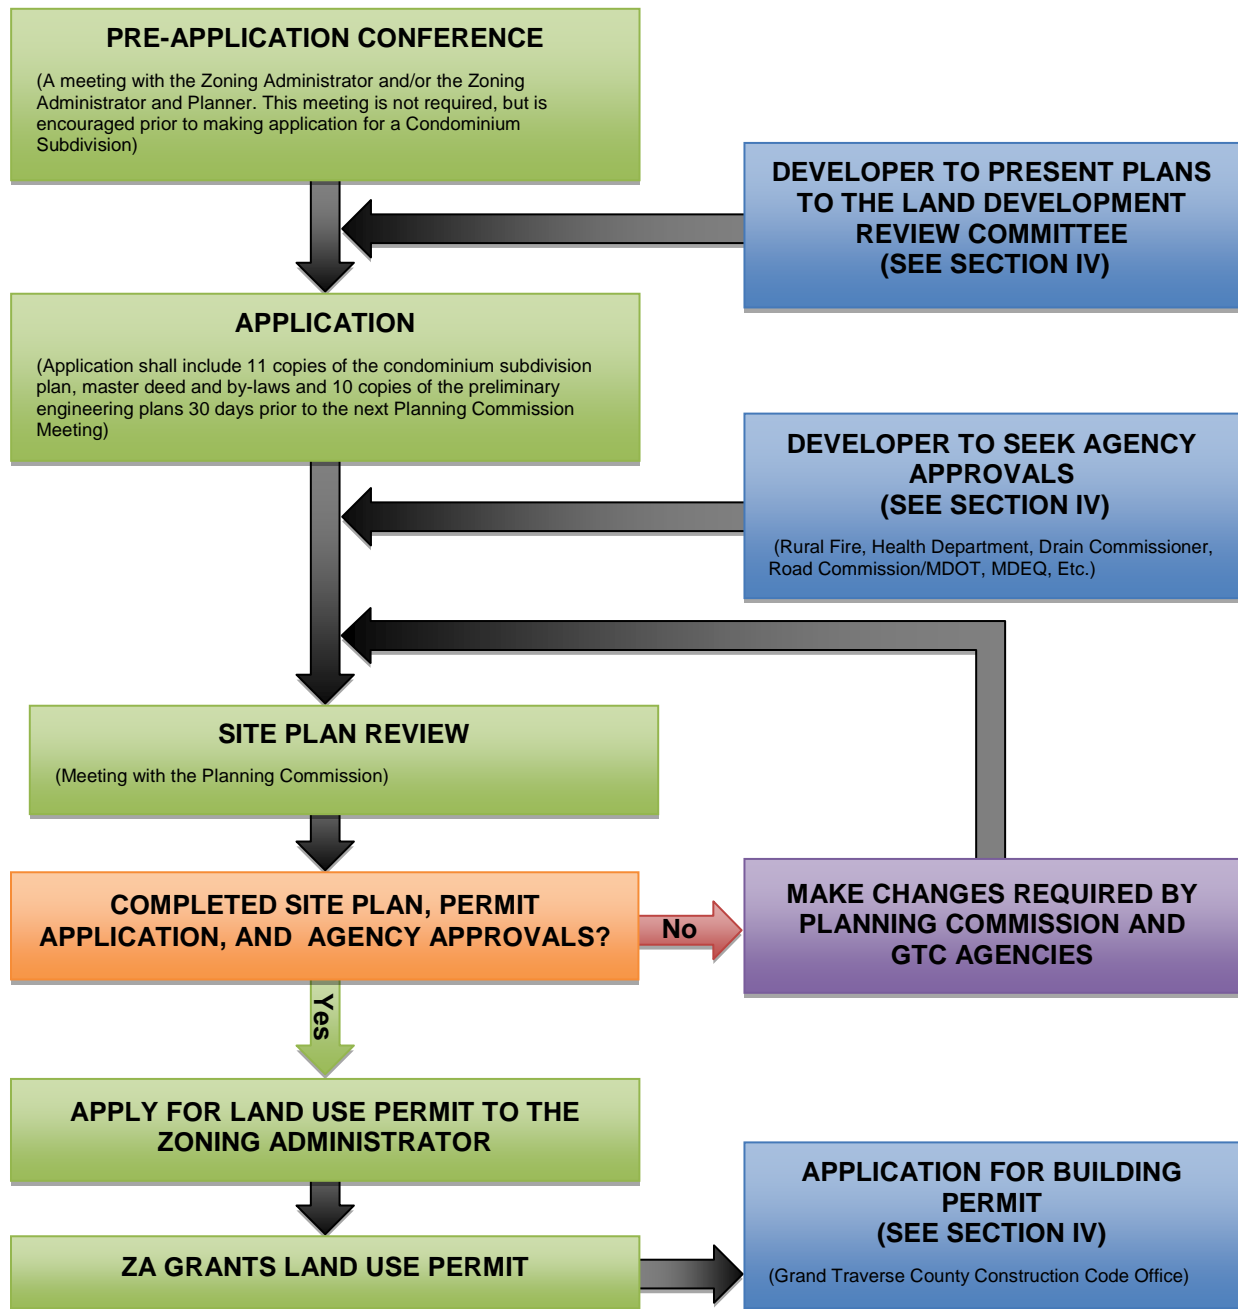 PRE-APPLICATION CONFERENCE
(A meeting with the Zoning Administrator and/or the Zoning
Administrator and Planner. This meeting is not required, but is
encouraged prior to making application for a Condominium
Subdivision)
DEVELOPER TO PRESENT PLANS
TO THE LAND DEVELOPMENT
REVIEW COMMITTEE
(SEE SECTION IV)
APPLICATION
(Application shall include 11 copies of the condominium subdivision
plan, master deed and by-laws and 10 copies of the preliminary
engineering plans 30 days prior to the next Planning Commission
Meeting)
DEVELOPER TO SEEK AGENCY
APPROVALS
(SEE SECTION IV)
(Rural Fire, Health Department, Drain Commissioner,
Road Commission/MDOT, MDEQ, Etc.)
SITE PLAN REVIEW
(Meeting with the Planning Commission)
COMPLETED SITE PLAN, PERMIT
APPLICATION, AND AGENCY APPROVALS?
No
MAKE CHANGES REQUIRED BY
PLANNING COMMISSION AND
GTC AGENCIES
Yes
APPLY FOR LAND USE PERMIT TO THE
ZONING ADMINISTRATOR
ZA GRANTS LAND USE PERMIT
APPLICATION FOR BUILDING
PERMIT
(SEE SECTION IV)
(Grand Traverse County Construction Code Office)